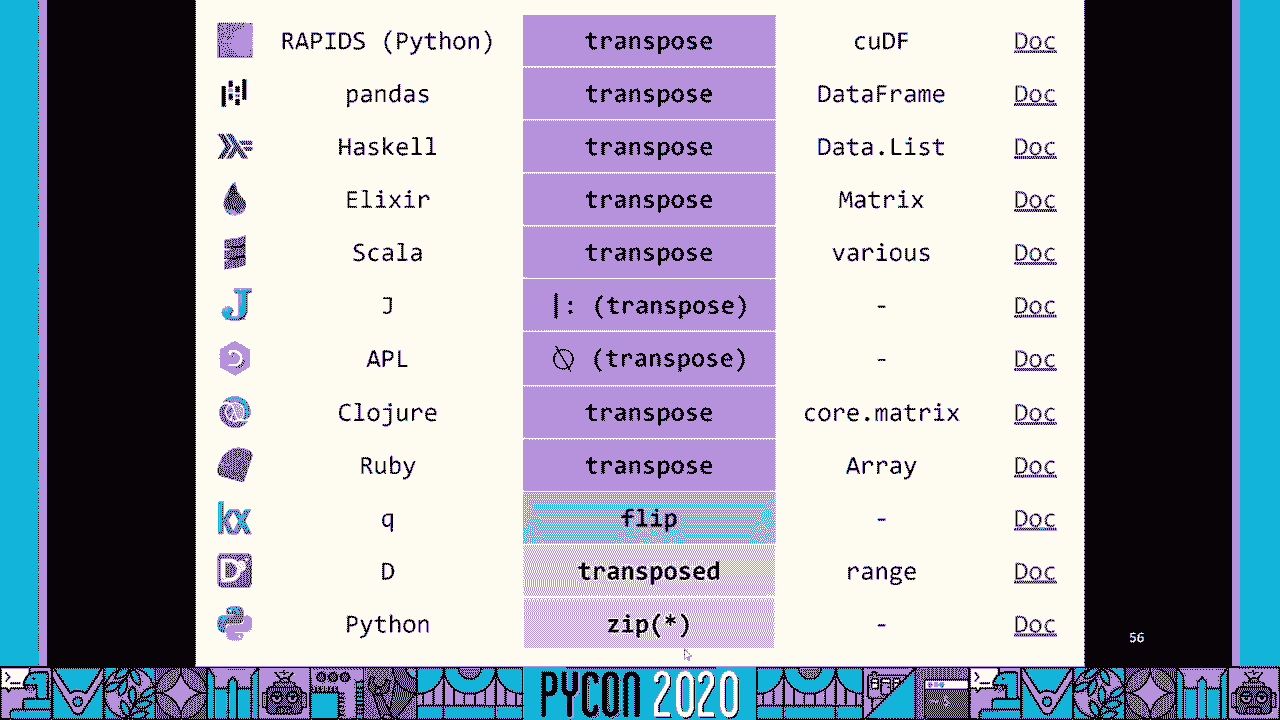 RAPIDS (Python) transpose cuDF Doc
pandas transpose DataFrame Doc
Haskell transpose Data.List Doc
Elixir transpose Matrix Doc
Scala transpose various Doc
J |: (transpose) - Doc
APL ⍉ (transpose) - Doc
Clojure transpose core.matrix Doc
Ruby transpose Array Doc
kx q flip - Doc
D D transposed range Doc
Python zip(*) - Doc
56
PYCON 2020